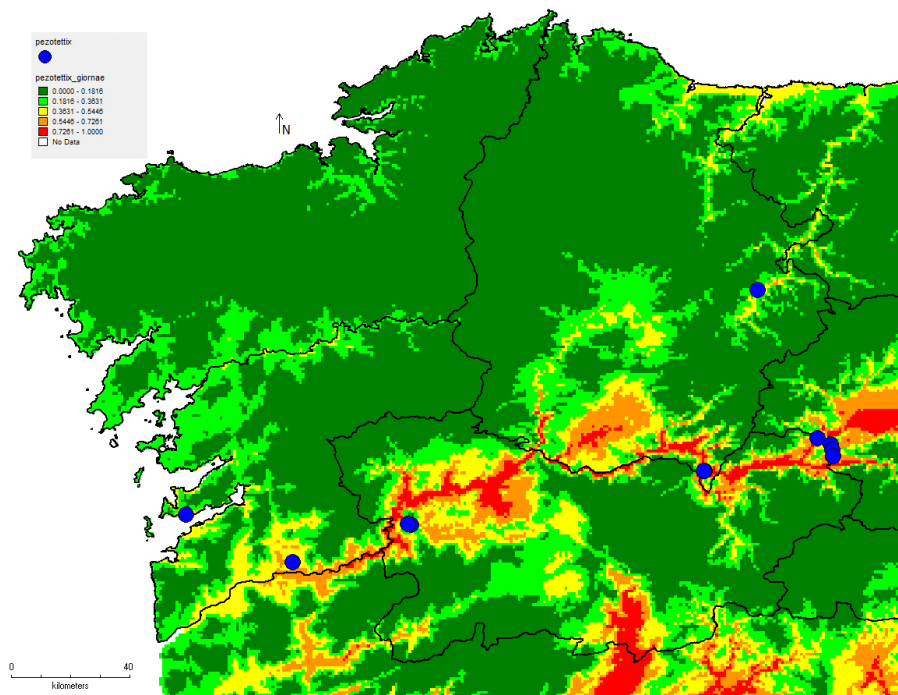 pezotettix
pezotettix_giornae
0.0000 - 0.1816
0.1816 - 0.3631
0.3631 - 0.5446
0.5446 - 0.7261
0.7261 - 1.0000
No Data
N
0 40
kilometers